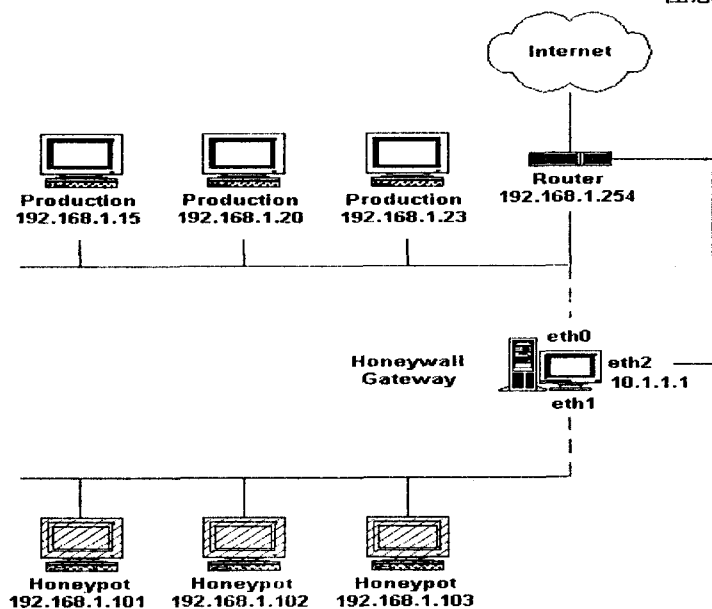 Internet
Production
192.168.1.15
Production
192.168.1.20
Production
192.168.1.23
Router
192.168.1.254
Honeywall
Gateway
eth0
eth2
10.1.1.1
eth1
Honeypot
192.168.1.101
Honeypot
192.168.1.102
Honeypot
192.168.1.103